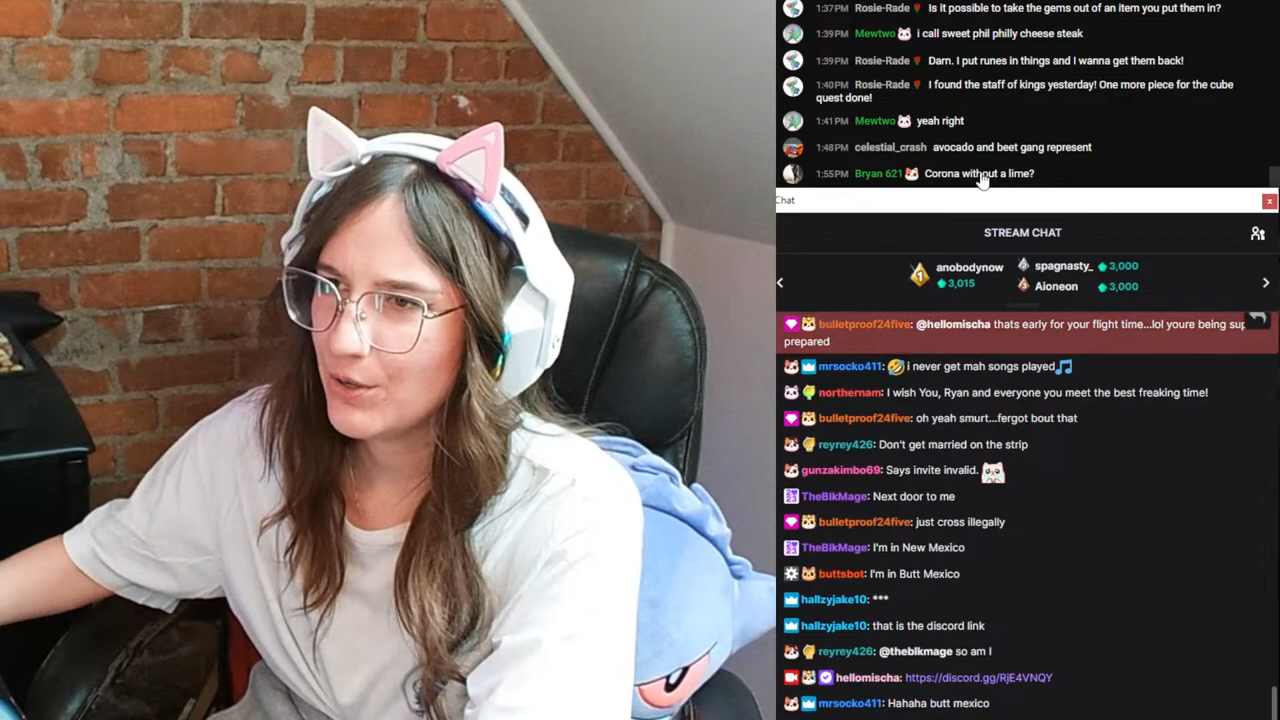 1:37PM Rosie-Rade Is it possible to take the gems out of an item you put them in?
1:39PM Mewtwo i call sweet phil philly cheese steak
1:39PM Rosie-Rade Darn. I put runes in things and I wanna get them back!
1:40PM Rosie-Rade I found the staff of kings yesterday! One more piece for the cube
quest done!
1:41PM Mewtwo yeah right
1:48PM celestial_crash avocado and beet gang represent
1:55PM Bryan 621 Corona without a lime?
Chat
STREAM CHAT
1 anobodynow 3,015
2 spagnasty_ 3,000
3 Aioneon 3,000
bulletproof24five: @hellomischa thats early for your flight time...lol youre being sup
prepared
mrsocko411: 🤣 i never get mah songs played🎵
northernam: I wish You, Ryan and everyone you meet the best freaking time!
bulletproof24five: oh yeah smurt...fergot bout that
reyrey426: Don't get married on the strip
gunzakimbo69: Says invite invalid.
TheBlkMage: Next door to me
bulletproof24five: just cross illegally
TheBlkMage: I'm in New Mexico
buttsbot: I'm in Butt Mexico
hallzyjake10: ***
hallzyjake10: that is the discord link
reyrey426: @theblkmage so am I
hellomischa: https://discord.gg/RjE4VNQY
mrsocko411: Hahaha butt mexico